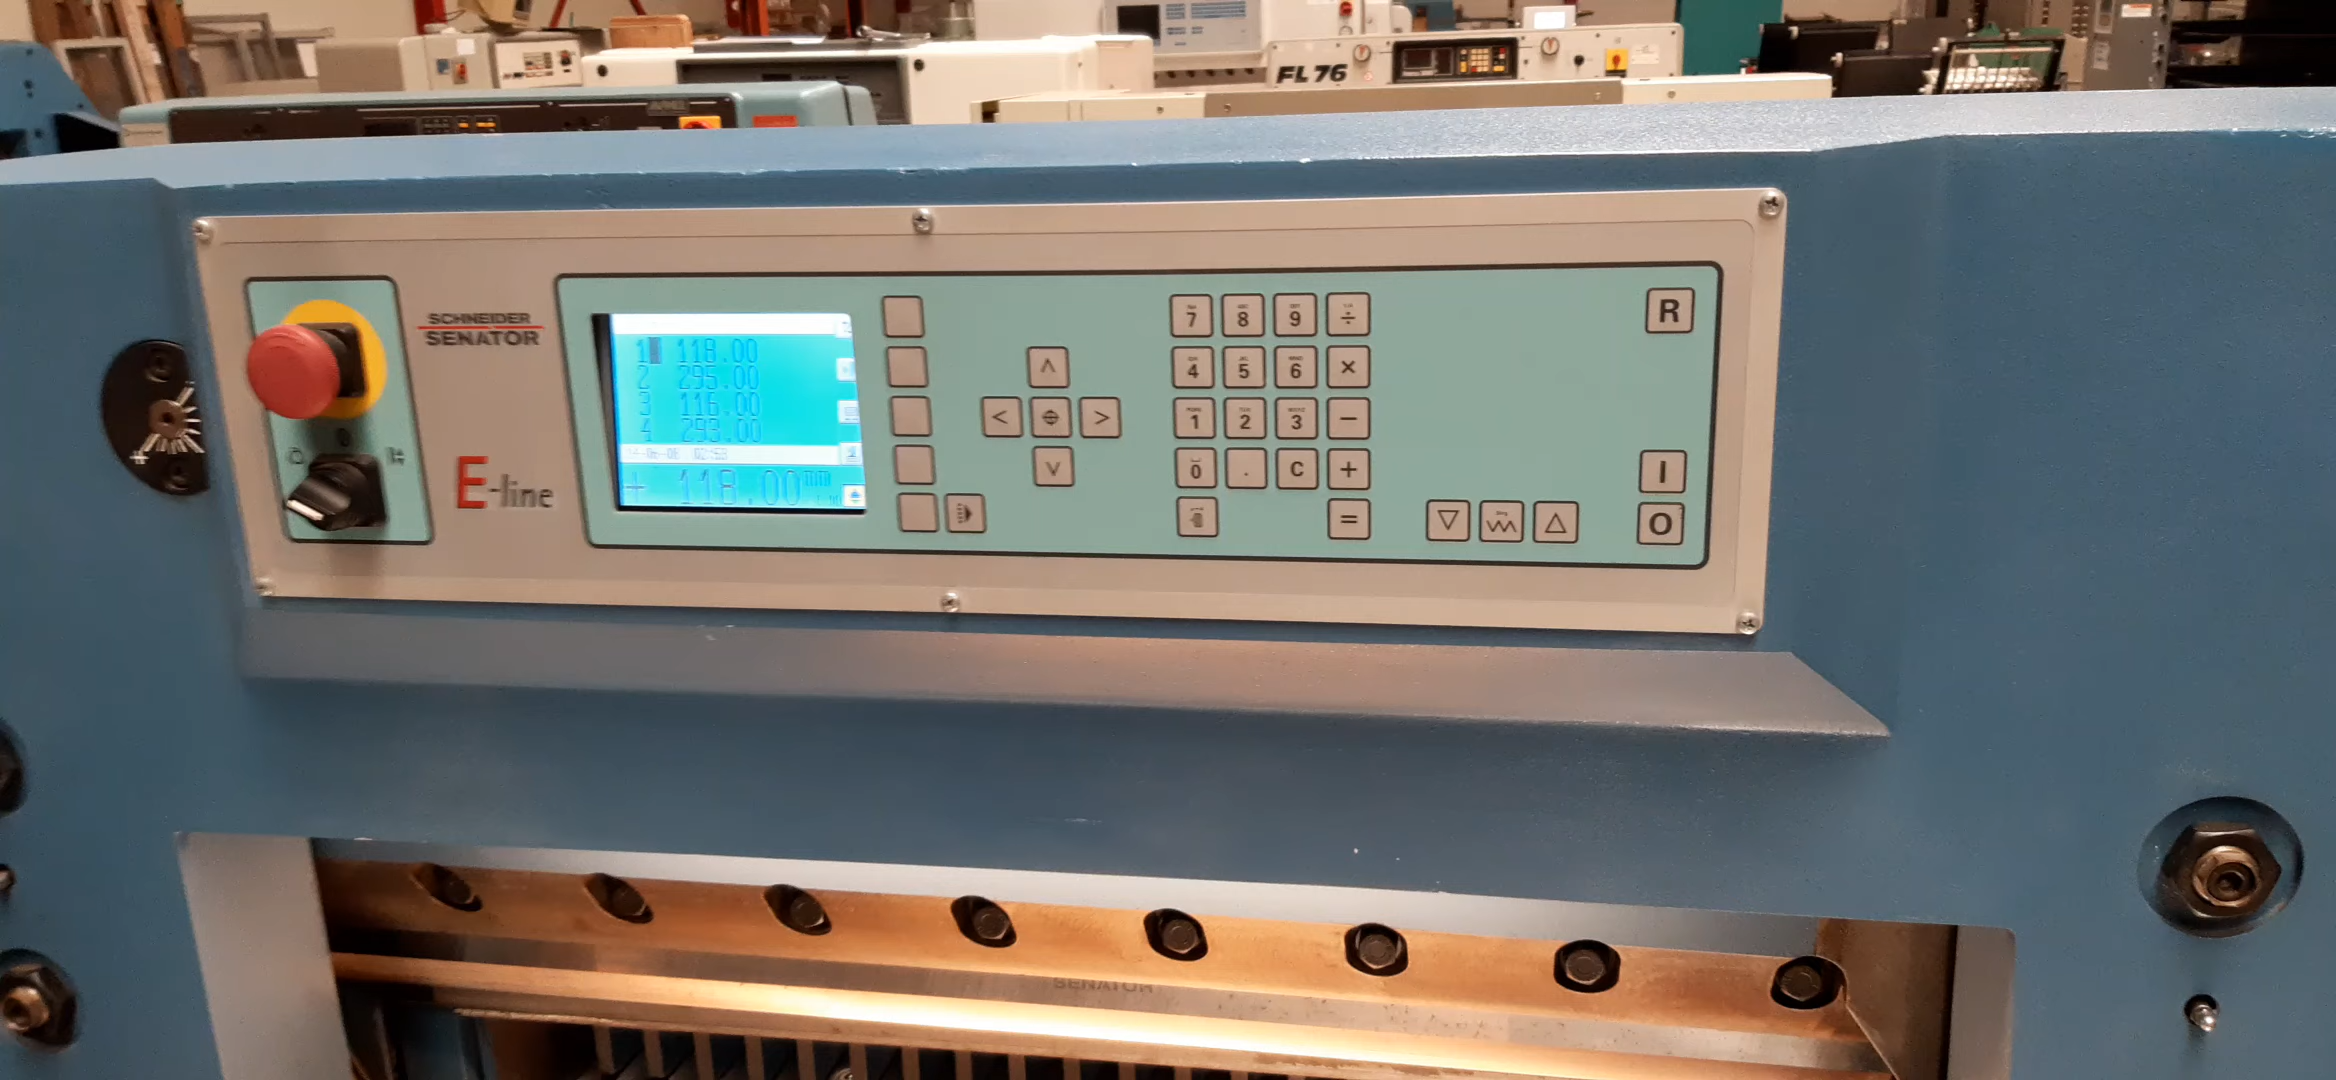 FL 76
SCHNEIDER
SENATOR
E-line
1 118.00
2 295.00
3 116.00
4 293.00
+ 118.00 mm
7 8 9 ÷
4 5 6 ×
1 2 3 −
0 . C +
=
< >
R
I
O
SENATOR